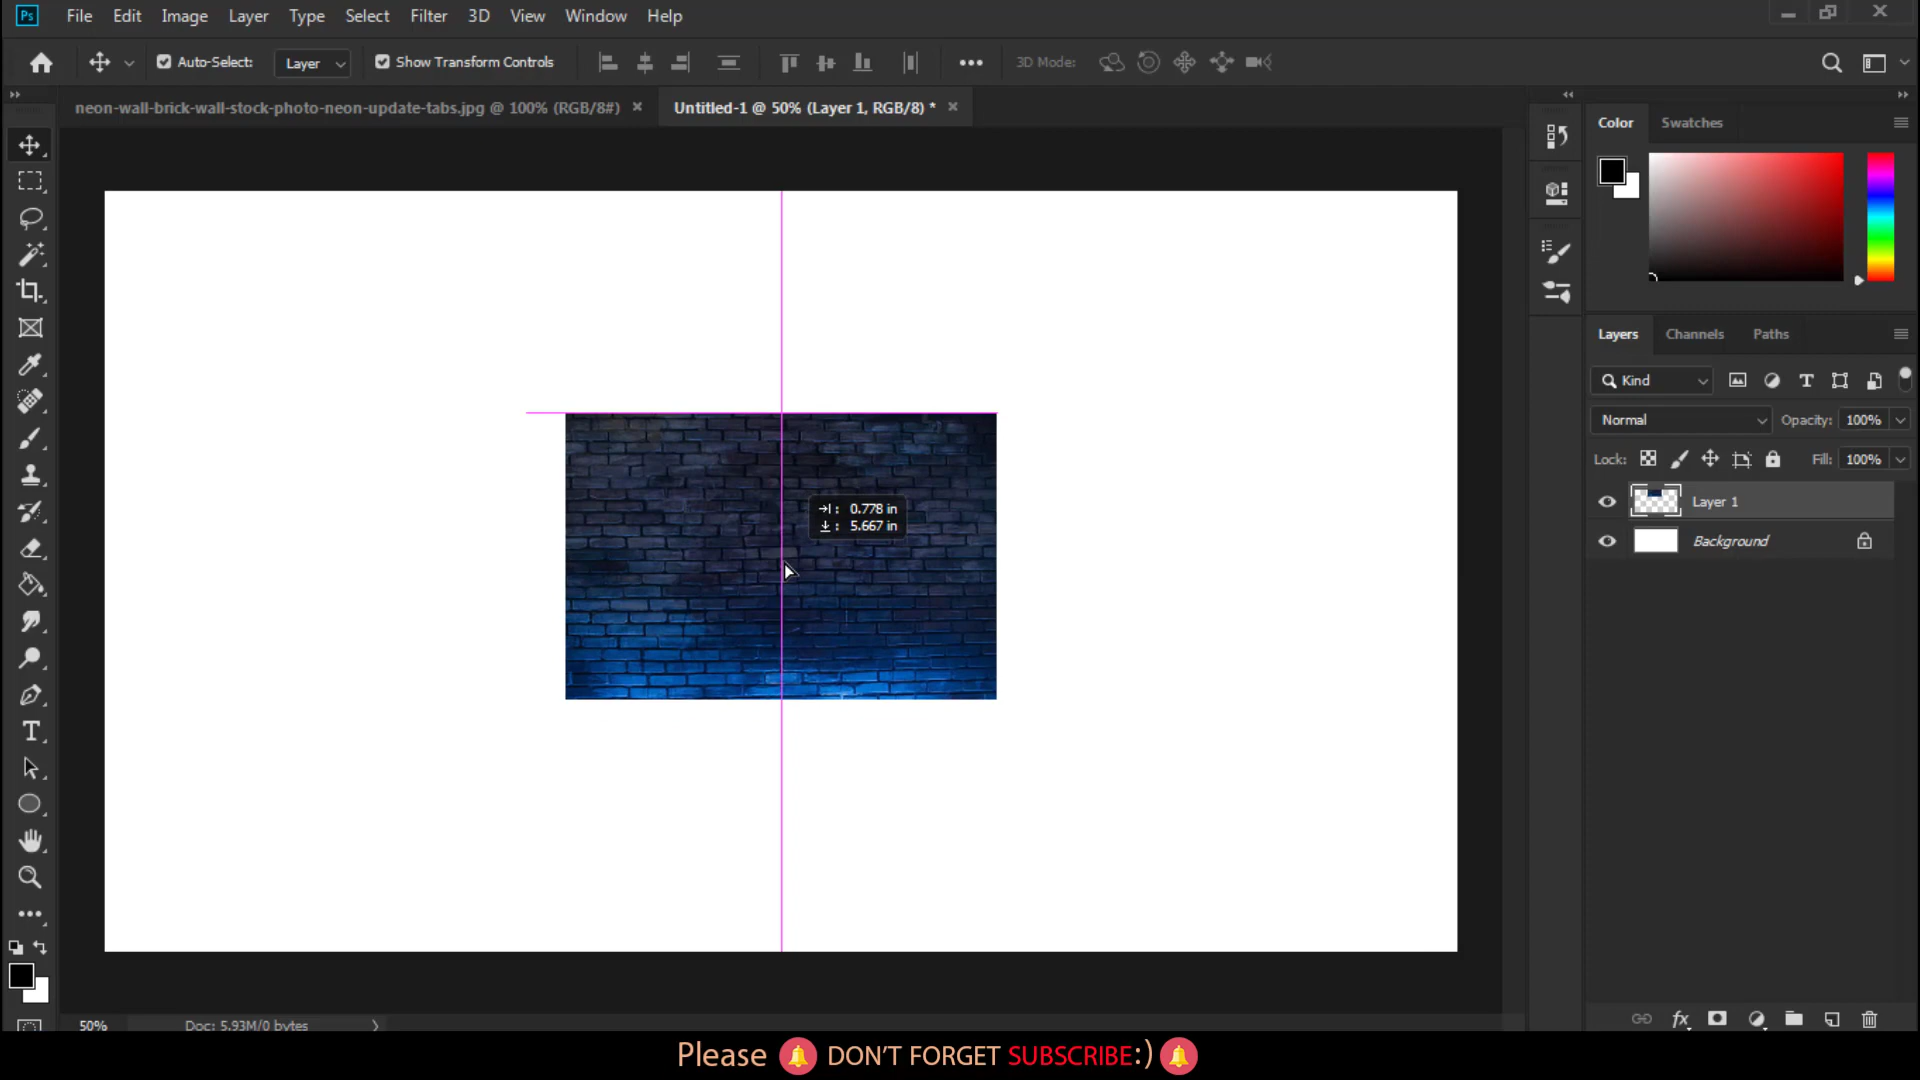 Ps File Edit Image Layer Type Select Filter 3D View Window Help
Auto-Select: Layer Show Transform Controls 3D Mode:
neon-wall-brick-wall-stock-photo-neon-update-tabs.jpg @ 100% (RGB/8#) × Untitled-1 @ 50% (Layer 1, RGB/8) * ×
Color Swatches
Layers Channels Paths
Kind
Normal Opacity: 100%
Lock: Fill: 100%
Layer 1
Background
0.778 in
5.667 in
50% Doc: 5.93M/0 bytes
Please DON'T FORGET SUBSCRIBE:)